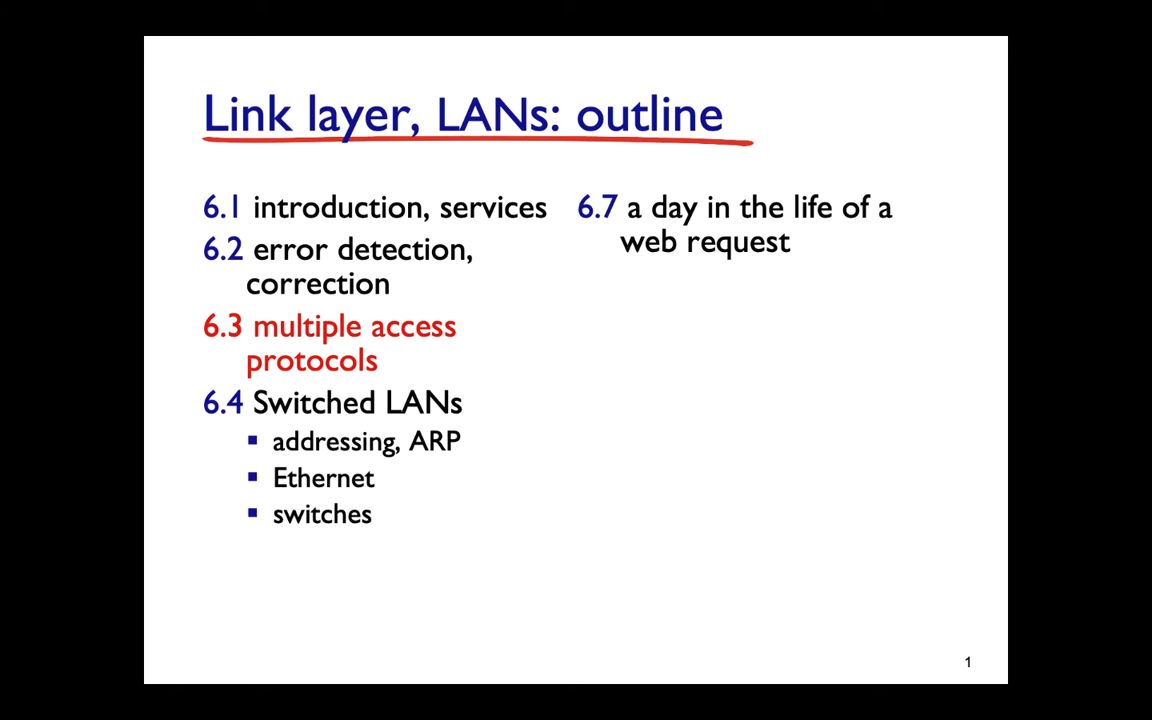 Link layer, LANs: outline
6.1 introduction, services
6.2 error detection,
correction
6.3 multiple access
protocols
6.4 Switched LANs
▪ addressing, ARP
▪ Ethernet
▪ switches
6.7 a day in the life of a
web request
1